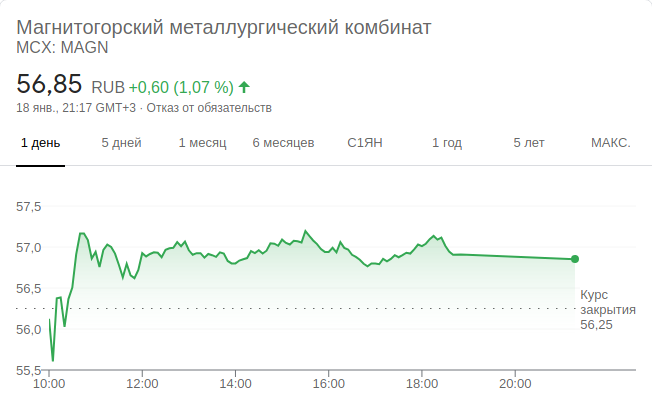 Магнитогорский металлургический комбинат
MCX: MAGN
56,85 RUB +0,60 (1,07 %)
18 янв., 21:17 GMT+3 · Отказ от обязательств
1 день 5 дней 1 месяц 6 месяцев С1ЯН 1 год 5 лет МАКС.
57,5
57,0
56,5
Курс
закрытия
56,25
56,0
55,5
10:00 12:00 14:00 16:00 18:00 20:00